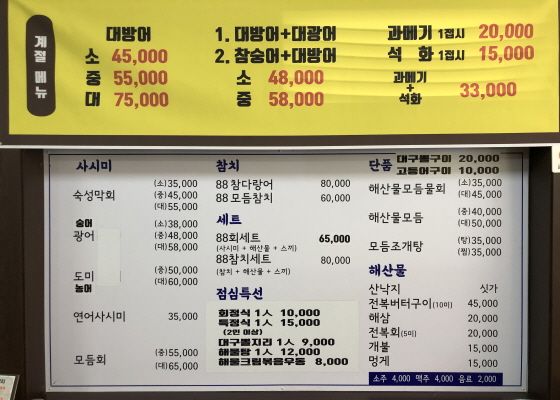 계절 메뉴
대방어
소 45,000
중 55,000
대 75,000
1. 대방어+대광어
2. 참숭어+대방어
소 48,000
중 58,000
과메기 1접시 20,000
석 화 1접시 15,000
과메기
+
석화
33,000
사시미
숙성막회
(소)35,000
(중)45,000
(대)55,000
숭어
광어
(소)38,000
(중)48,000
(대)58,000
도미
농어
(중)50,000
(대)60,000
연어사시미 35,000
모듬회
(중)55,000
(대)65,000
참치
88 참다랑어 80,000
88 모듬참치 60,000
세트
88회세트 65,000
(사시미 + 해산물 + 스끼)
88참치세트 80,000
(참치 + 해산물 + 스끼)
점심특선
회정식 1人 10,000
특정식 1人 15,000
(2인 이상)
대구뽈지리 1人 9,000
해물탕 1人 12,000
해물크림볶음우동 8,000
단품
대구뽈구이 20,000
고등어구이 10,000
해산물모듬물회
(소)35,000
(중)45,000
해산물모듬
(중)40,000
(대)50,000
모듬조개탕
(탕)35,000
(찜)35,000
해산물
산낙지 싯가
전복버터구이(10미) 45,000
해삼 20,000
전복회(5미) 20,000
개불 15,000
멍게 15,000
소주 4,000 맥주 4,000 음료 2,000